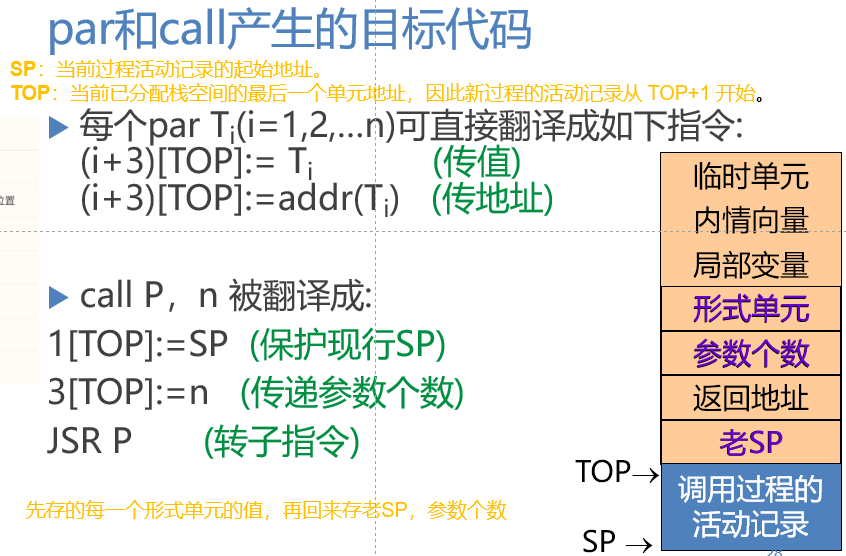 par和call产生的目标代码
SP：当前过程活动记录的起始地址。
TOP：当前已分配栈空间的最后一个单元地址，因此新过程的活动记录从 TOP+1 开始。
每个par Ti(i=1,2,…n)可直接翻译成如下指令:
(i+3)[TOP]:= Ti (传值)
(i+3)[TOP]:=addr(Ti) (传地址)
位置
call P，n 被翻译成:
1[TOP]:=SP (保护现行SP)
3[TOP]:=n (传递参数个数)
JSR P (转子指令)
先存的每一个形式单元的值，再回来存老SP，参数个数
临时单元
内情向量
局部变量
形式单元
参数个数
返回地址
老SP
TOP→
调用过程的
活动记录
SP →
28